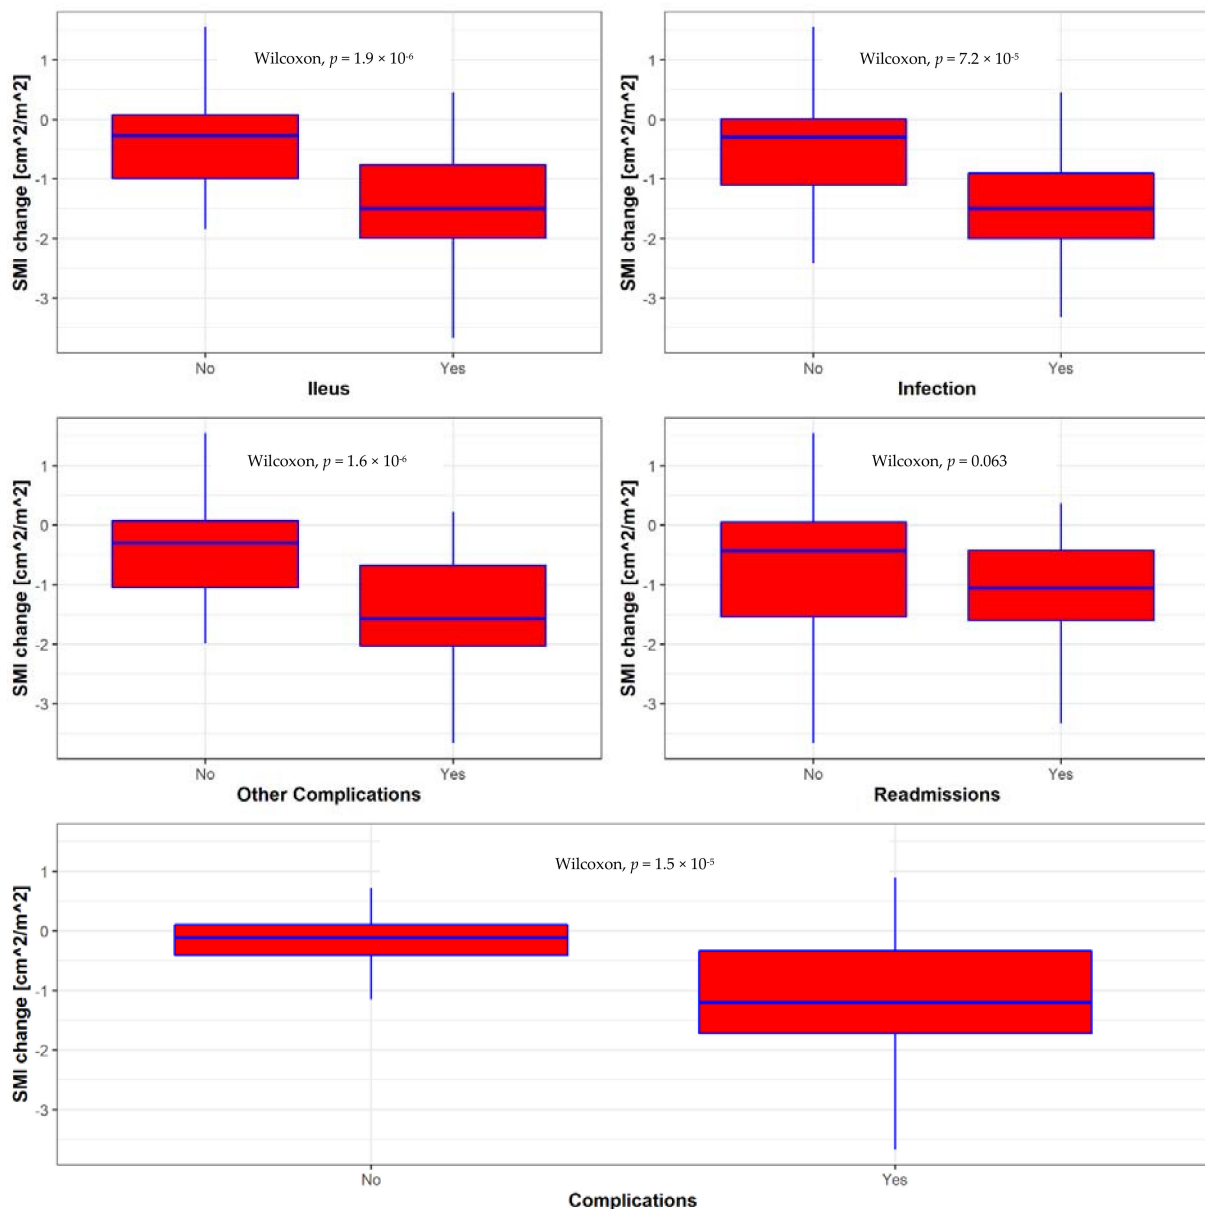 Wilcoxon, p = 1.9 × 10⁻⁶
SMI change [cm^2/m^2]
1
0
-1
-2
-3
No
Yes
Ileus
Wilcoxon, p = 7.2 × 10⁻⁵
SMI change [cm^2/m^2]
1
0
-1
-2
-3
No
Yes
Infection
Wilcoxon, p = 1.6 × 10⁻⁶
SMI change [cm^2/m^2]
1
0
-1
-2
-3
No
Yes
Other Complications
Wilcoxon, p = 0.063
SMI change [cm^2/m^2]
1
0
-1
-2
-3
No
Yes
Readmissions
Wilcoxon, p = 1.5 × 10⁻⁵
SMI change [cm^2/m^2]
1
0
-1
-2
-3
No
Yes
Complications